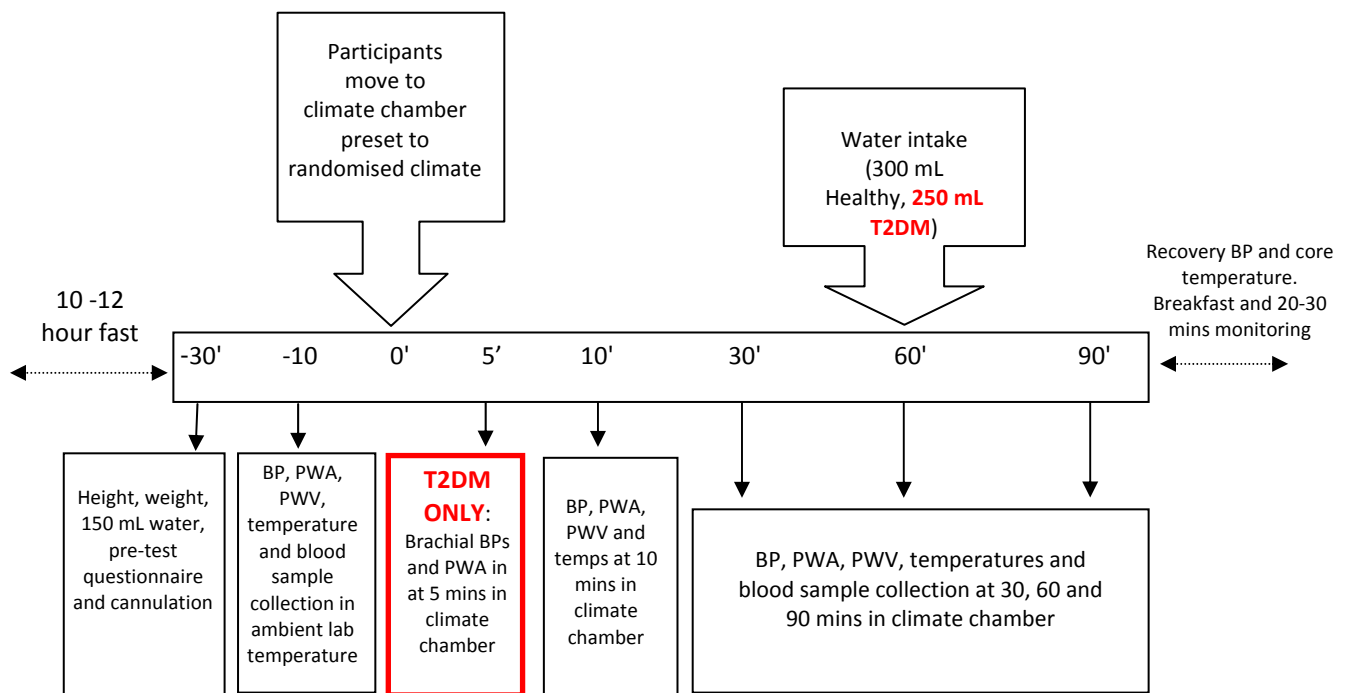 Participants
move to
climate chamber
preset to
randomised climate
Water intake
(300 mL
Healthy, 250 mL
T2DM)
Recovery BP and core
temperature.
Breakfast and 20-30
mins monitoring
10 -12
hour fast
-30' -10 0' 5’ 10' 30' 60' 90'
Height, weight,
150 mL water,
pre-test
questionnaire
and cannulation
BP, PWA,
PWV,
temperature
and blood
sample
collection in
ambient lab
temperature
T2DM
ONLY:
Brachial BPs
and PWA in
at 5 mins in
climate
chamber
BP, PWA,
PWV and
temps at 10
mins in
climate
chamber
BP, PWA, PWV, temperatures and
blood sample collection at 30, 60 and
90 mins in climate chamber